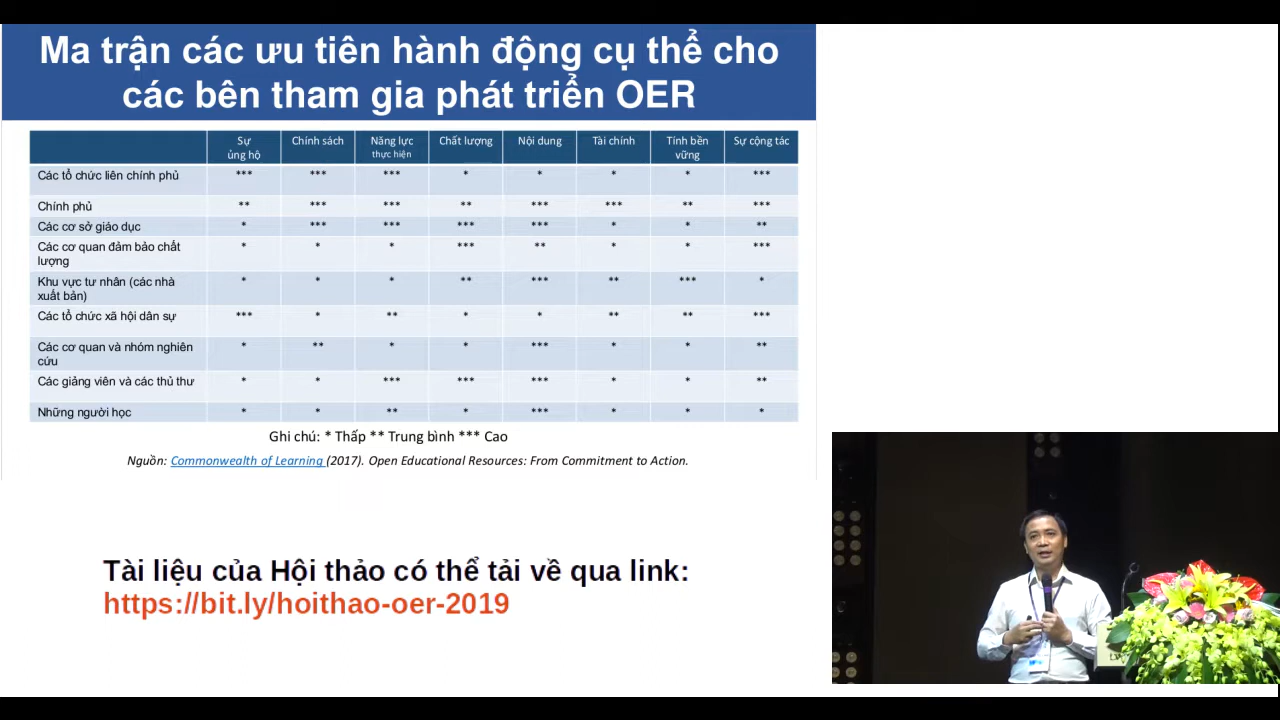 Ma trận các ưu tiên hành động cụ thể cho
các bên tham gia phát triển OER
Sự ủng hộ Chính sách Năng lực thực hiện Chất lượng Nội dung Tài chính Tính bền vững Sự cộng tác
Các tổ chức liên chính phủ *** *** *** * * * * ***
Chính phủ ** *** *** ** *** *** ** ***
Các cơ sở giáo dục * *** *** *** *** * * **
Các cơ quan đảm bảo chất lượng * * * *** ** * * ***
Khu vực tư nhân (các nhà xuất bản) * * * ** *** ** *** *
Các tổ chức xã hội dân sự *** * ** * * ** ** ***
Các cơ quan và nhóm nghiên cứu * ** * * *** * * **
Các giảng viên và các thủ thư * * *** *** *** * * **
Những người học * * ** * *** * * *
Ghi chú: * Thấp ** Trung bình *** Cao
Nguồn: Commonwealth of Learning (2017). Open Educational Resources: From Commitment to Action.
Tài liệu của Hội thảo có thể tải về qua link:
https://bit.ly/hoithao-oer-2019